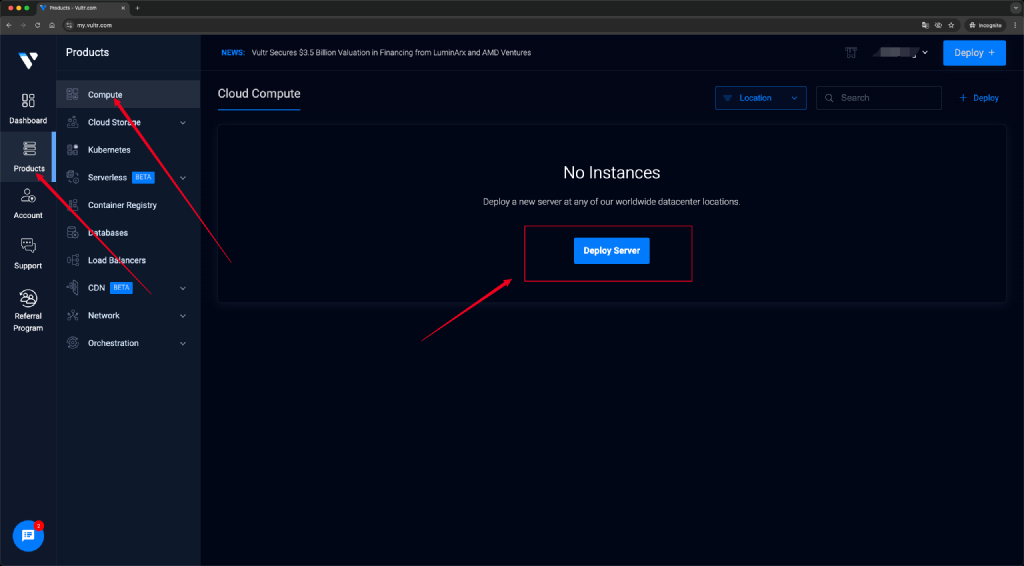 Products - Vultr.com
my.vultr.com
Incognito
Products
NEWS: Vultr Secures $3.5 Billion Valuation in Financing from LuminArx and AMD Ventures
Deploy +
Dashboard
Products
Account
Support
Referral
Program
2
Compute
Cloud Storage
Kubernetes
Serverless BETA
Container Registry
Databases
Load Balancers
CDN BETA
Network
Orchestration
Cloud Compute
Location
Search
+ Deploy
No Instances
Deploy a new server at any of our worldwide datacenter locations.
Deploy Server